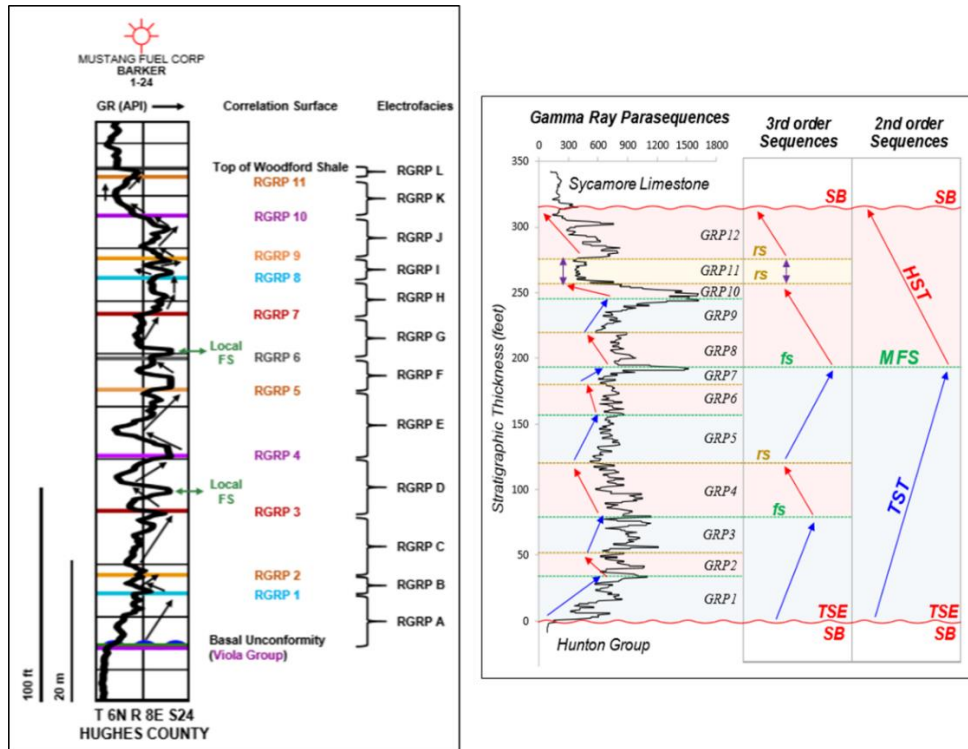 MUSTANG FUEL CORP
BARKER
1-24
GR (API)
Correlation Surface
Electrofacies
Top of Woodford Shale
RGRP L
RGRP 11
RGRP K
RGRP 10
RGRP J
RGRP 9
RGRP I
RGRP 8
RGRP H
RGRP 7
RGRP G
Local
FS
RGRP 6
RGRP F
RGRP 5
RGRP E
RGRP 4
RGRP D
Local
FS
RGRP 3
RGRP C
RGRP 2
RGRP B
RGRP 1
RGRP A
Basal Unconformity
(Viola Group)
100 ft
20 m
T 6N R 8E S24
HUGHES COUNTY
Gamma Ray Parasequences
3rd order
Sequences
2nd order
Sequences
0 300 600 900 1200 1500 1800
Stratigraphic Thickness (feet)
350
300
250
200
150
100
50
0
Sycamore Limestone
GRP12
GRP11
GRP10
GRP9
GRP8
GRP7
GRP6
GRP5
GRP4
GRP3
GRP2
GRP1
Hunton Group
SB
rs
rs
fs
rs
fs
TSE
SB
SB
HST
MFS
TST
TSE
SB